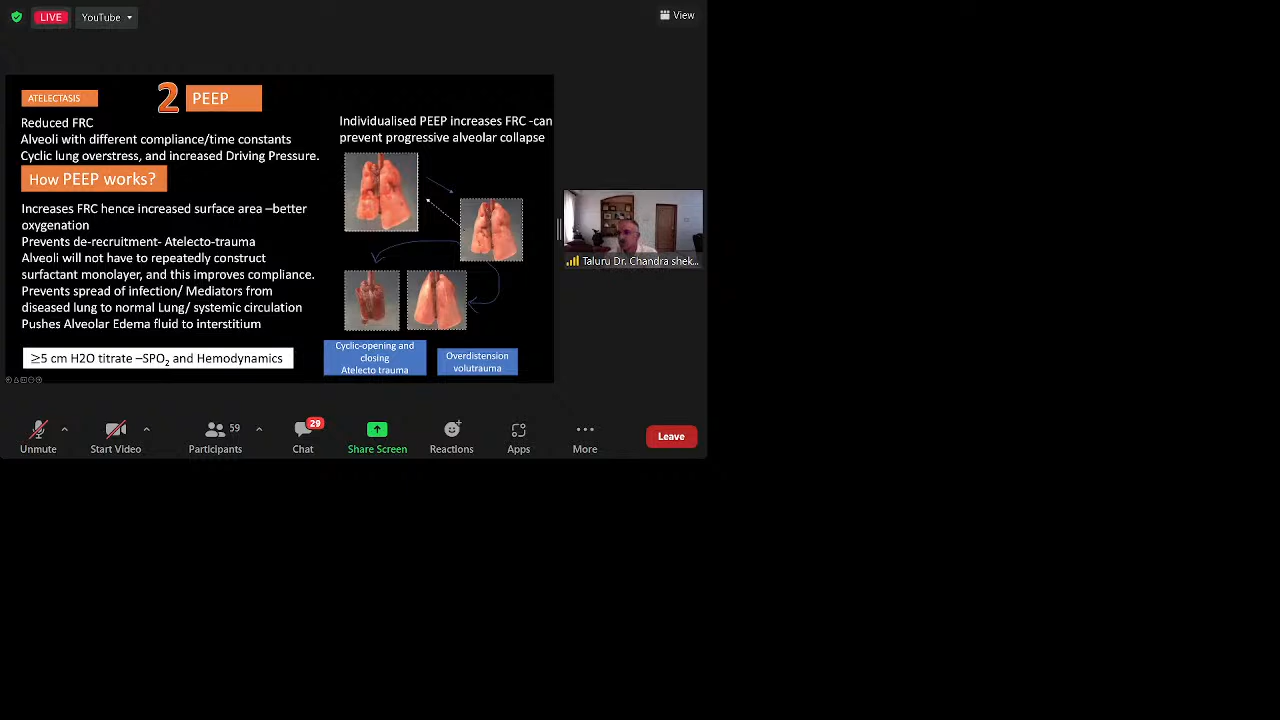 LIVE
YouTube
View
ATELECTASIS
2
PEEP
Reduced FRC
Alveoli with different compliance/time constants
Cyclic lung overstress, and increased Driving Pressure.
How PEEP works?
Increases FRC hence increased surface area –better
oxygenation
Prevents de-recruitment- Atelecto-trauma
Alveoli will not have to repeatedly construct
surfactant monolayer, and this improves compliance.
Prevents spread of infection/ Mediators from
diseased lung to normal Lung/ systemic circulation
Pushes Alveolar Edema fluid to interstitium
≥5 cm H2O titrate –SPO₂ and Hemodynamics
Individualised PEEP increases FRC -can
prevent progressive alveolar collapse
Cyclic-opening and
closing
Atelecto trauma
Overdistension
volutrauma
Taluru Dr. Chandra shek...
Unmute
Start Video
59
Participants
29
Chat
Share Screen
Reactions
Apps
More
Leave